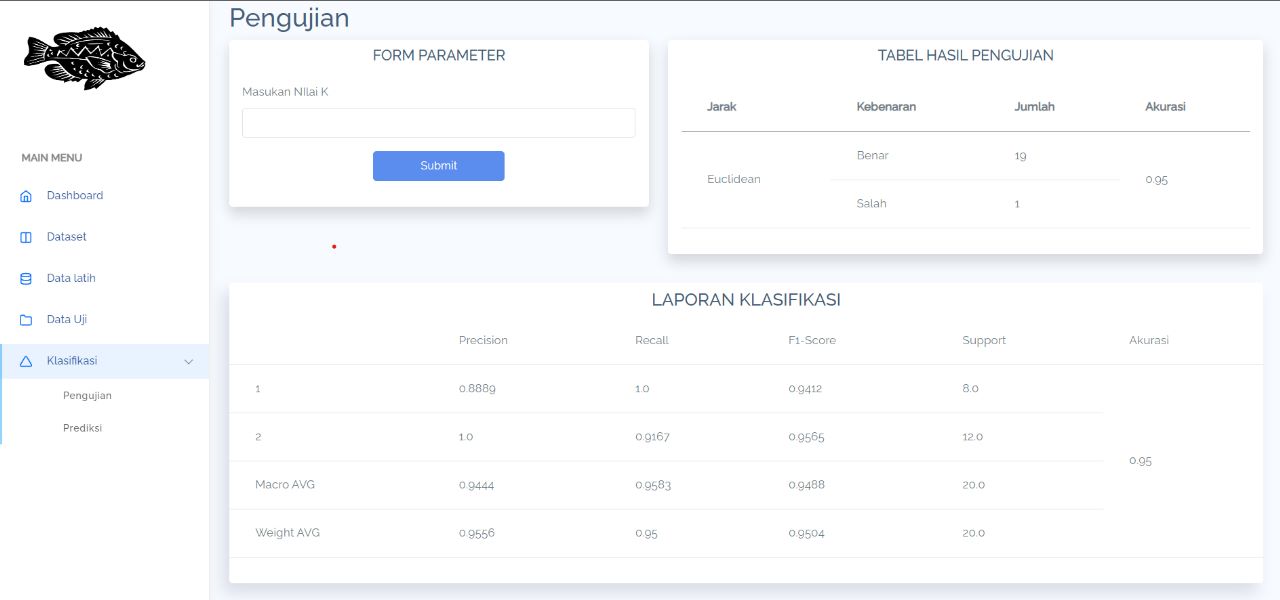 Pengujian
MAIN MENU
Dashboard
Dataset
Data latih
Data Uji
Klasifikasi
Pengujian
Prediksi
FORM PARAMETER
Masukan NIlai K
Submit
TABEL HASIL PENGUJIAN
Jarak Kebenaran Jumlah Akurasi
Euclidean Benar 19 0.95
Salah 1
LAPORAN KLASIFIKASI
Precision Recall F1-Score Support Akurasi
1 0.8889 1.0 0.9412 8.0
2 1.0 0.9167 0.9565 12.0
0.95
Macro AVG 0.9444 0.9583 0.9488 20.0
Weight AVG 0.9556 0.95 0.9504 20.0